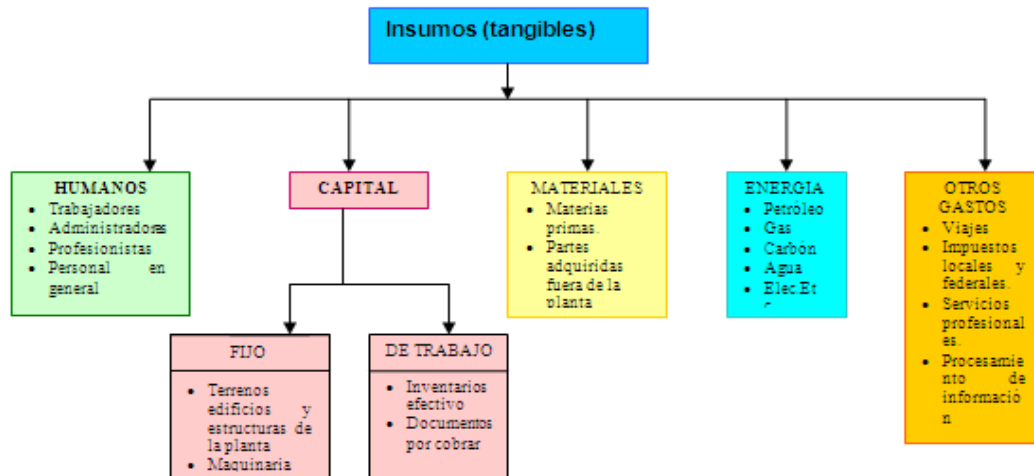 Insumos (tangibles)
HUMANOS
• Trabajadores
• Administradores
• Profesionistas
• Personal en
general
CAPITAL
MATERIALES
• Materias
primas.
• Partes
adquiridas
fuera de la
planta
ENERGIA
• Petróleo
• Gas
• Carbón
• Agua
• Elec.Et
OTROS
GASTOS
• Viajes
• Impuestos
locales y
federales.
• Servicios
profesional
es.
• Procesamie
nto de
informació
n
FIJO
• Terrenos
edificios y
estructuras de
la planta
• Maquinaria
DE TRABAJO
• Inventarios
efectivo
• Documentos
por cobrar